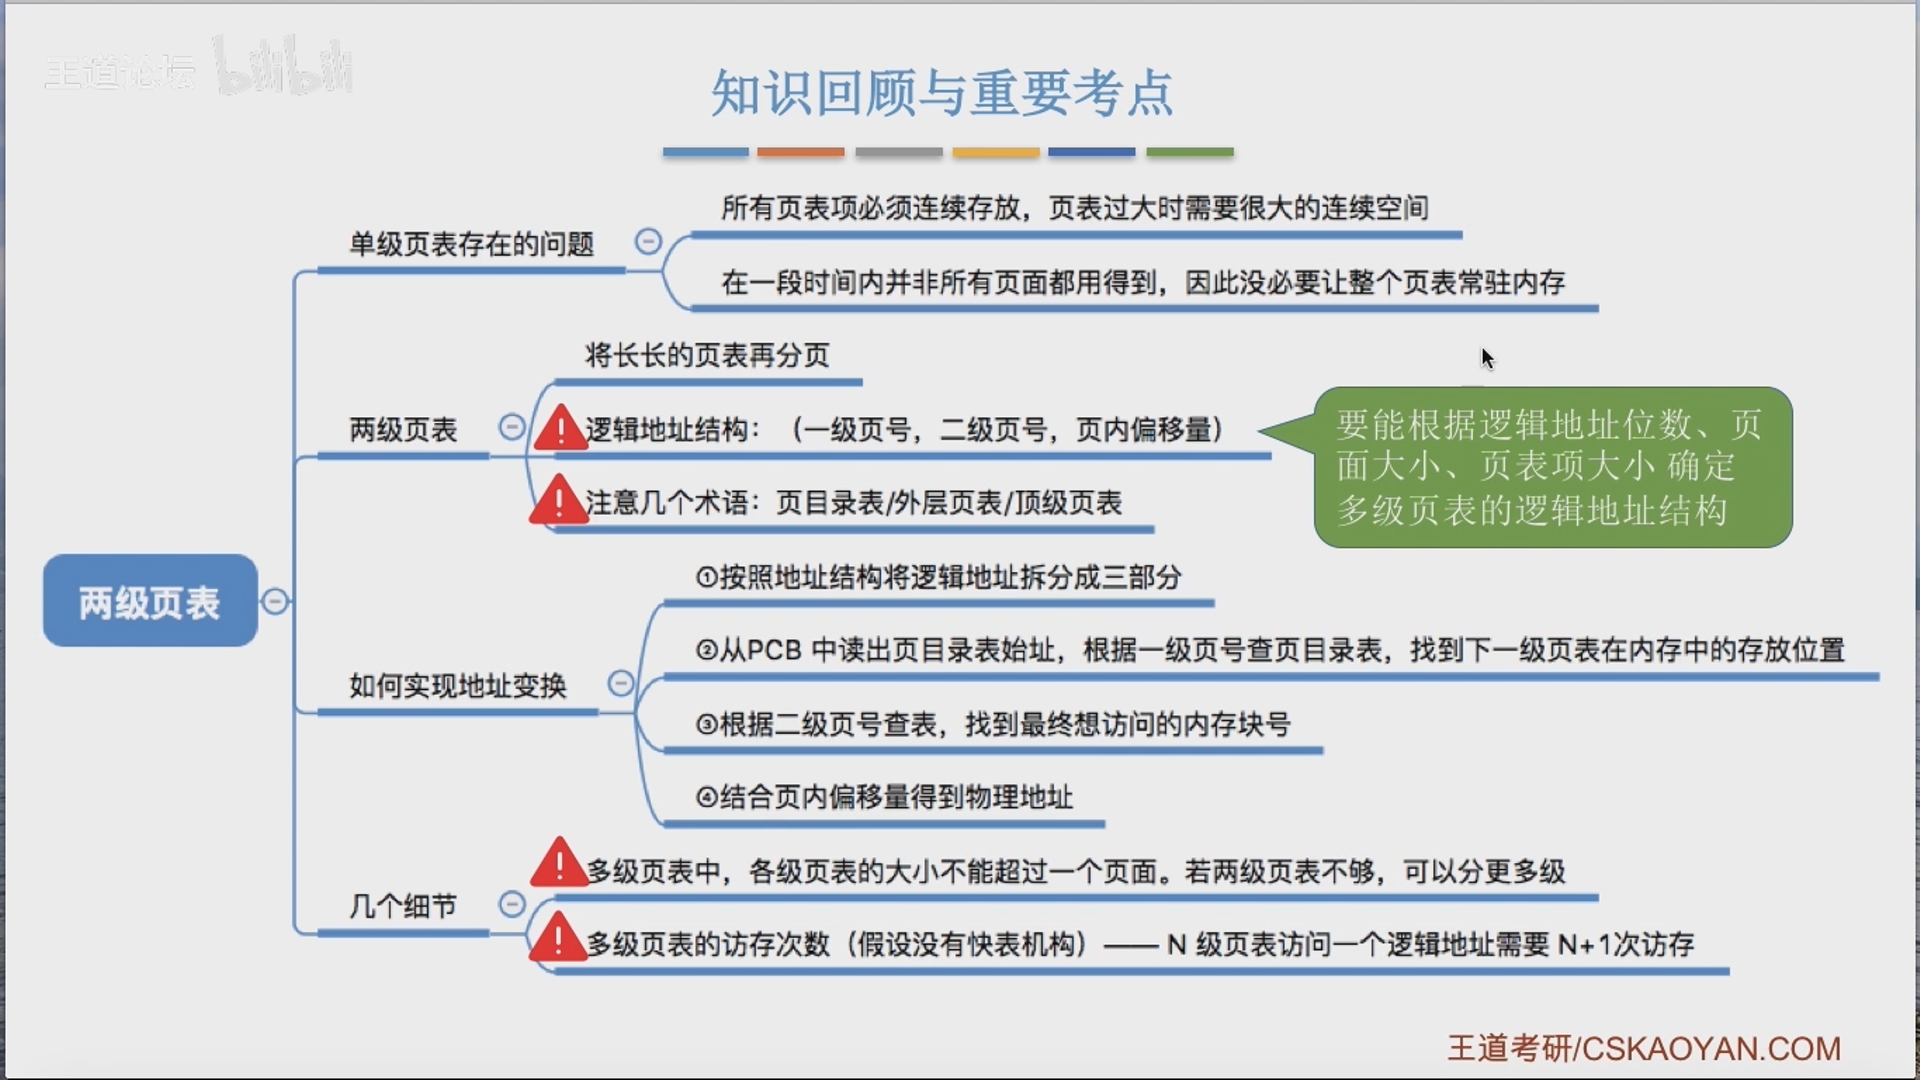 王道论坛 bilibili
知识回顾与重要考点
所有页表项必须连续存放，页表过大时需要很大的连续空间
单级页表存在的问题
在一段时间内并非所有页面都用得到，因此没必要让整个页表常驻内存
将长长的页表再分页
两级页表
逻辑地址结构：（一级页号，二级页号，页内偏移量）
要能根据逻辑地址位数、页
面大小、页表项大小 确定
多级页表的逻辑地址结构
注意几个术语：页目录表/外层页表/顶级页表
两级页表
①按照地址结构将逻辑地址拆分成三部分
②从PCB 中读出页目录表始址，根据一级页号查页目录表，找到下一级页表在内存中的存放位置
如何实现地址变换
③根据二级页号查表，找到最终想访问的内存块号
④结合页内偏移量得到物理地址
多级页表中，各级页表的大小不能超过一个页面。若两级页表不够，可以分更多级
几个细节
多级页表的访存次数（假设没有快表机构）—— N 级页表访问一个逻辑地址需要 N+1次访存
王道考研/CSKAOYAN.COM